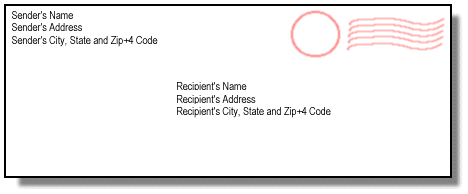 Sender's Name
Sender's Address
Sender's City, State and Zip+4 Code
Recipient's Name
Recipient's Address
Recipient's City, State and Zip+4 Code